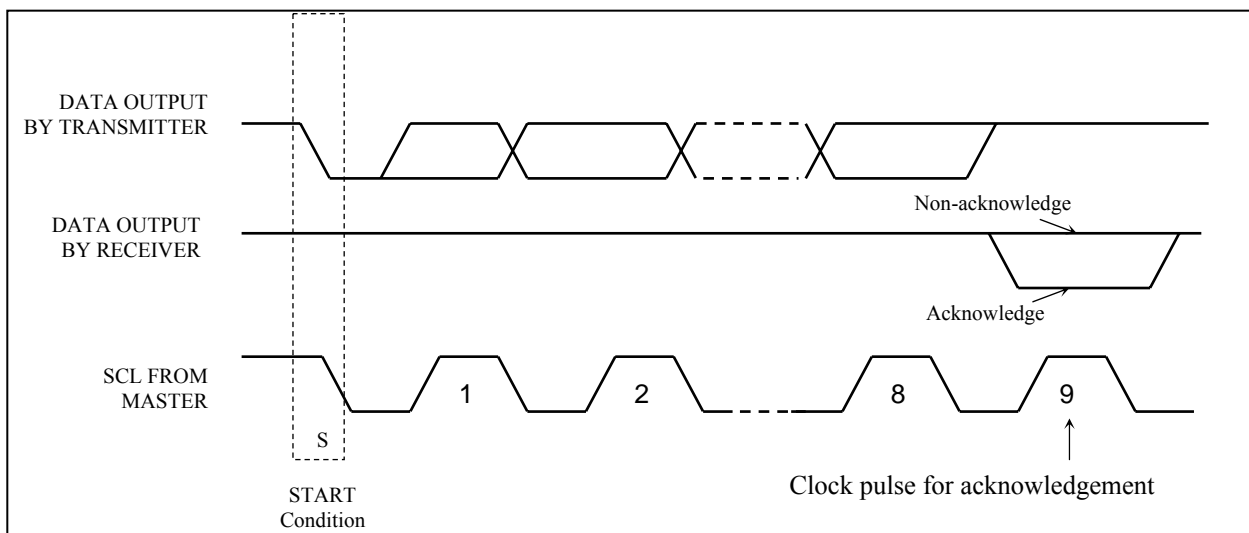 DATA OUTPUT
BY TRANSMITTER
Non-acknowledge
DATA OUTPUT
BY RECEIVER
Acknowledge
SCL FROM
MASTER
1
2
8
9
S
START
Condition
Clock pulse for acknowledgement